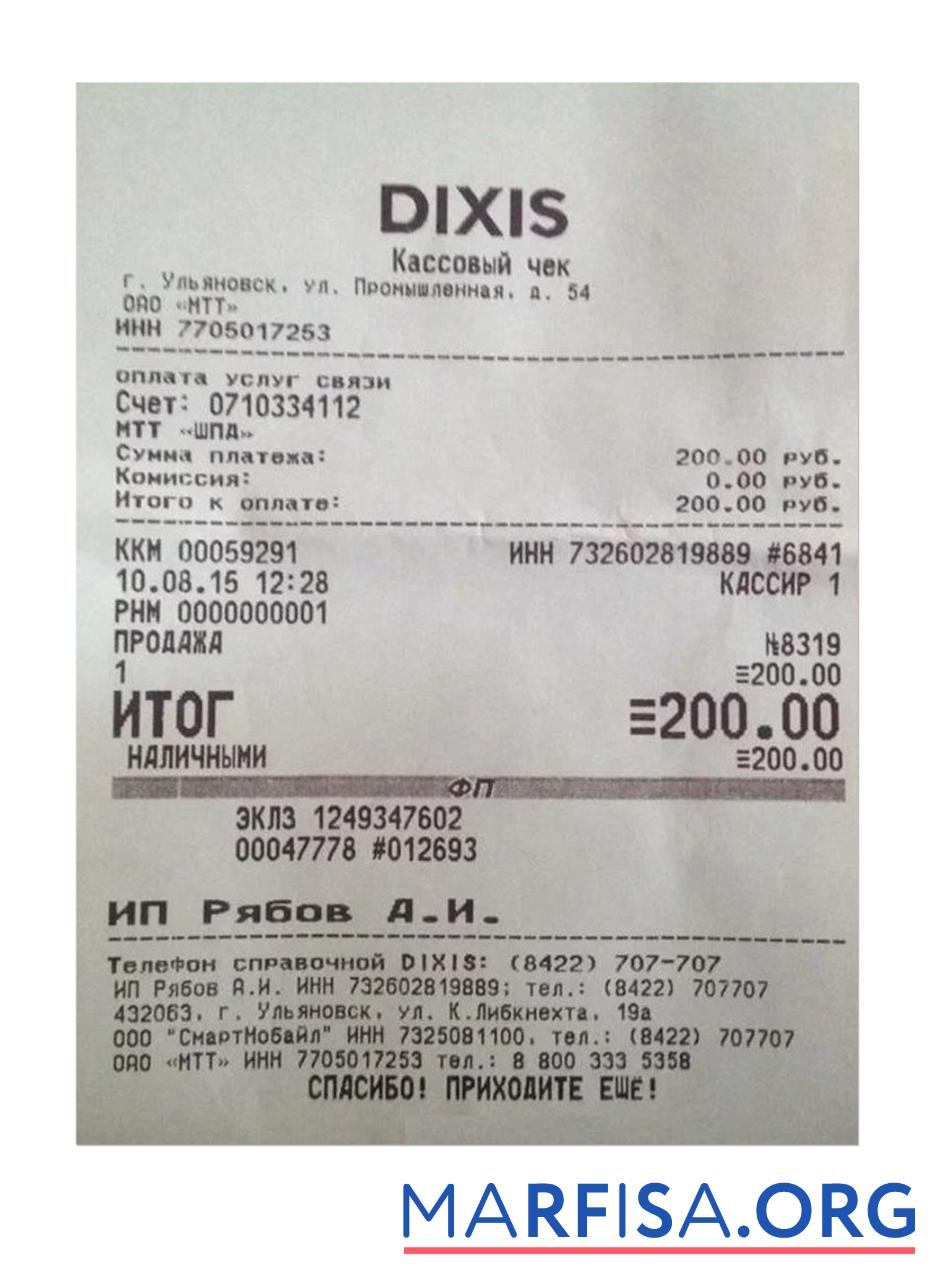 DIXIS
Кассовый чек
г. Ульяновск, ул. Промышленная, д. 54
ОАО «МТТ»
ИНН 7705017253
оплата услуг связи
Счет: 0710334112
МТТ «ШПД»
Сумма платежа: 200.00 руб.
Комиссия: 0.00 руб.
Итого к оплате: 200.00 руб.
ККМ 00059291 ИНН 732602819889 #6841
10.08.15 12:28 КАССИР 1
РНМ 0000000001
ПРОДАЖА №8319
1 ≡200.00
ИТОГ ≡200.00
НАЛИЧНЫМИ ≡200.00
ФП
ЭКЛЗ 1249347602
00047778 #012693
ИП Рябов А.И.
Телефон справочной DIXIS: (8422) 707-707
ИП Рябов А.И. ИНН 732602819889; тел.: (8422) 707707
432063, г. Ульяновск, ул. К.Либкнехта, 19а
ООО "СмартМобайл" ИНН 7325081100, тел.: (8422) 707707
ОАО «МТТ» ИНН 7705017253 тел.: 8 800 333 5358
СПАСИБО! ПРИХОДИТЕ ЕЩЁ!
MARFISA.ORG